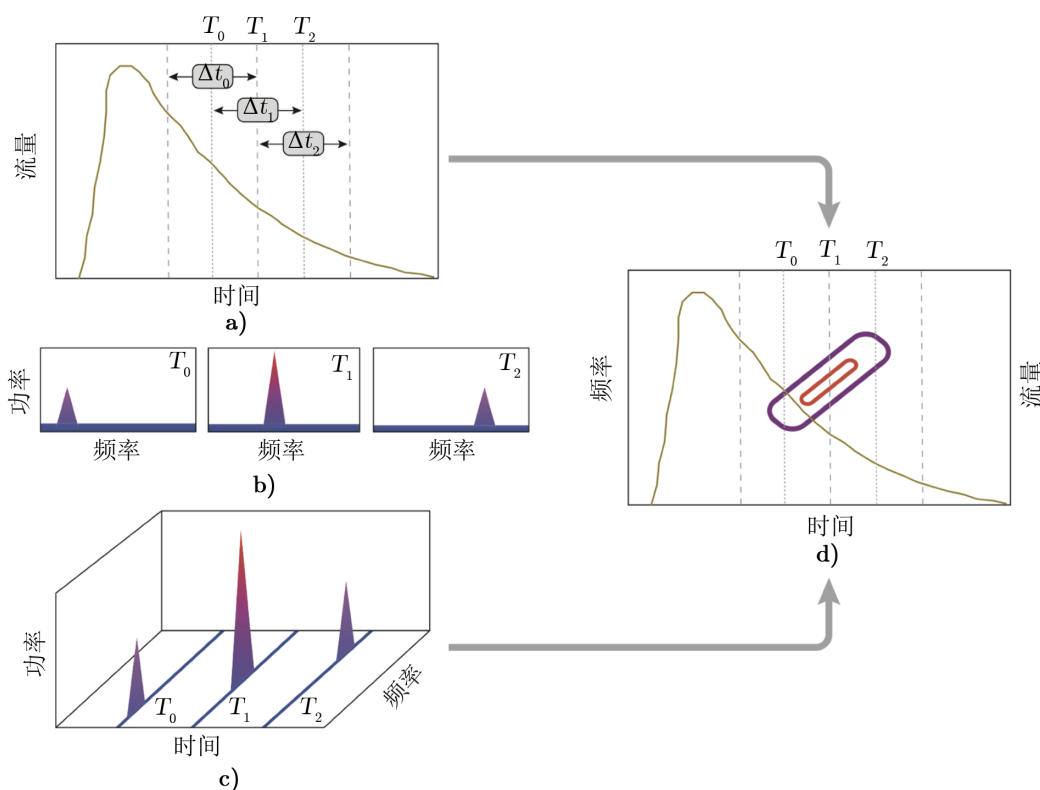 T₀ T₁ T₂
Δt₀
Δt₁
Δt₂
流量
时间
a)
T₀ T₁ T₂
功率
频率 频率 频率
b)
T₀ T₁ T₂
功率
频率
时间
c)
T₀ T₁ T₂
频率
流量
时间
d)